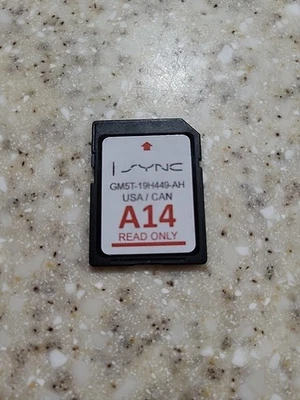 SYNC
GM5T-19H449-AH
USA / CAN
A14
READ ONLY